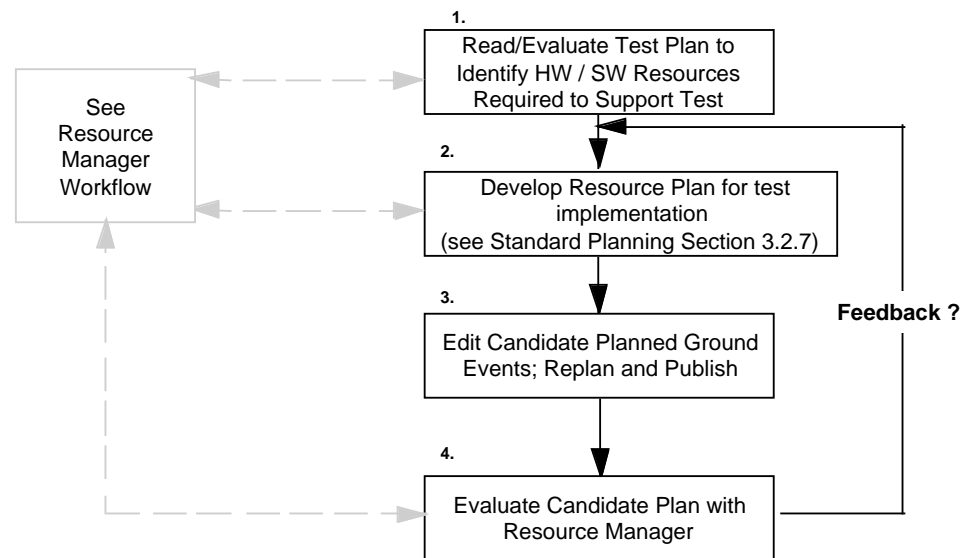 1.
Read/Evaluate Test Plan to
Identify HW / SW Resources
Required to Support Test
See
Resource
Manager
Workflow
2.
Develop Resource Plan for test
implementation
(see Standard Planning Section 3.2.7)
3.
Edit Candidate Planned Ground
Events; Replan and Publish
Feedback ?
4.
Evaluate Candidate Plan with
Resource Manager